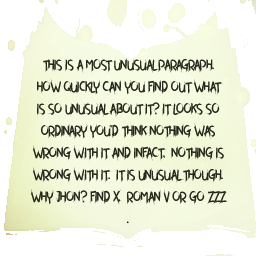 THIS IS A MOST UNUSUAL PARAGRAPH.
HOW QUICKLY CAN YOU FIND OUT WHAT
IS SO UNUSUAL ABOUT IT? IT LOOKS SO
ORDINARY YOU'D THINK NOTHING WAS
WRONG WITH IT AND INFACT, NOTHING IS
WRONG WITH IT. IT IS UNUSUAL THOUGH.
WHY JHON? FIND X, ROMAN V OR GO ZZZ
.